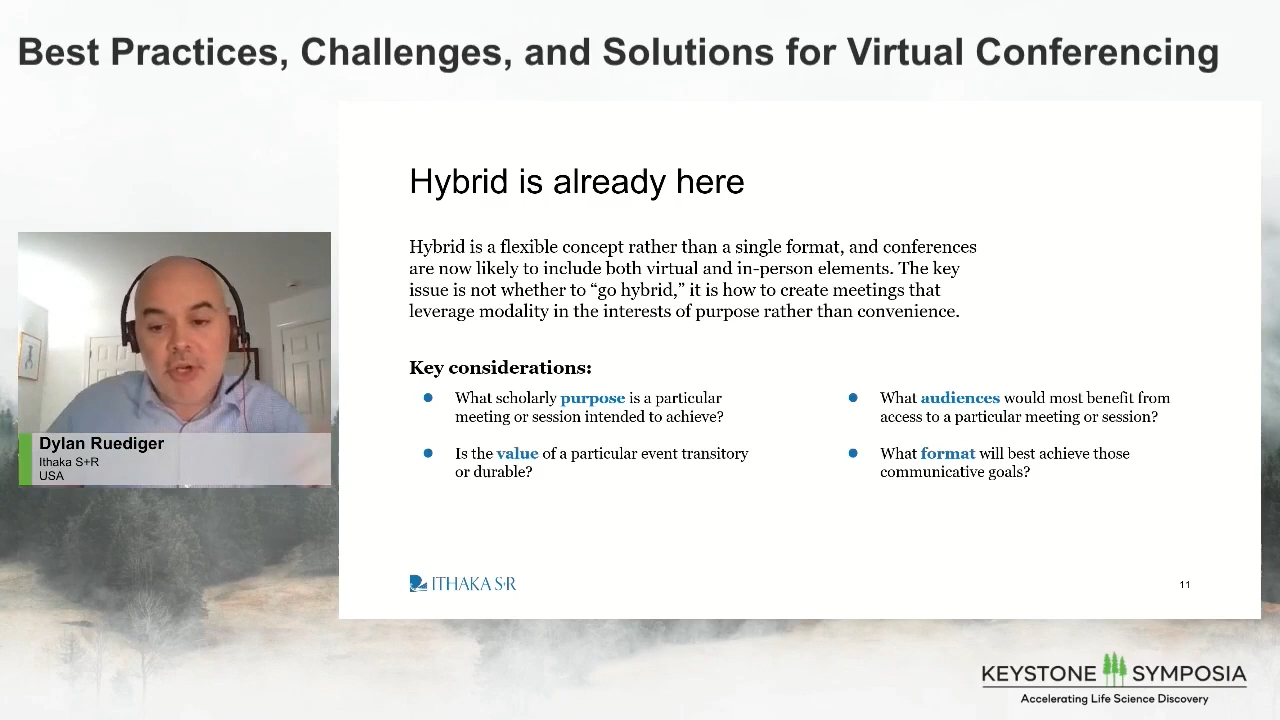 Best Practices, Challenges, and Solutions for Virtual Conferencing
Hybrid is already here
Hybrid is a flexible concept rather than a single format, and conferences
are now likely to include both virtual and in-person elements. The key
issue is not whether to “go hybrid,” it is how to create meetings that
leverage modality in the interests of purpose rather than convenience.
Key considerations:
● What scholarly purpose is a particular
meeting or session intended to achieve?
● Is the value of a particular event transitory
or durable?
● What audiences would most benefit from
access to a particular meeting or session?
● What format will best achieve those
communicative goals?
ITHAKA S+R
11
Dylan Ruediger
Ithaka S+R
USA
KEYSTONE SYMPOSIA
Accelerating Life Science Discovery